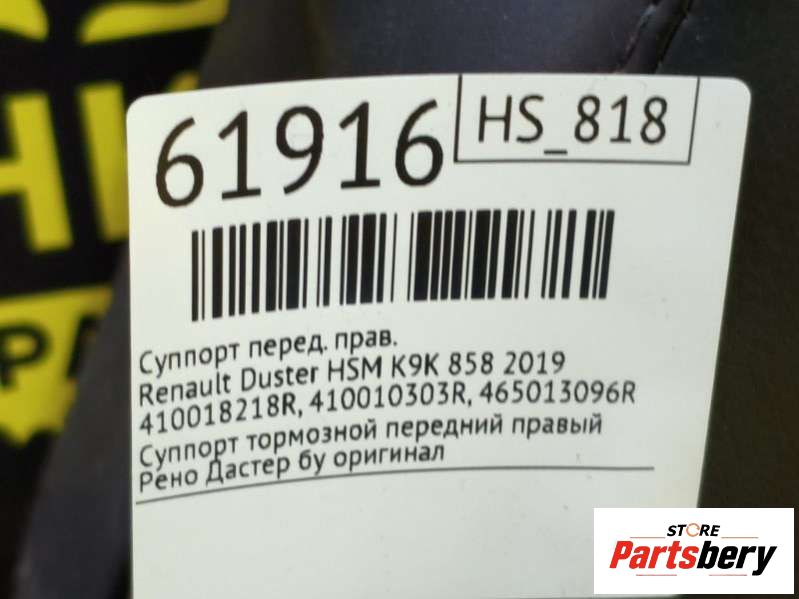 61916
HS_818
Суппорт перед. прав.
Renault Duster HSM K9K 858 2019
410018218R, 410010303R, 465013096R
Суппорт тормозной передний правый
Рено Дастер бу оригинал
STORE
Partsbery